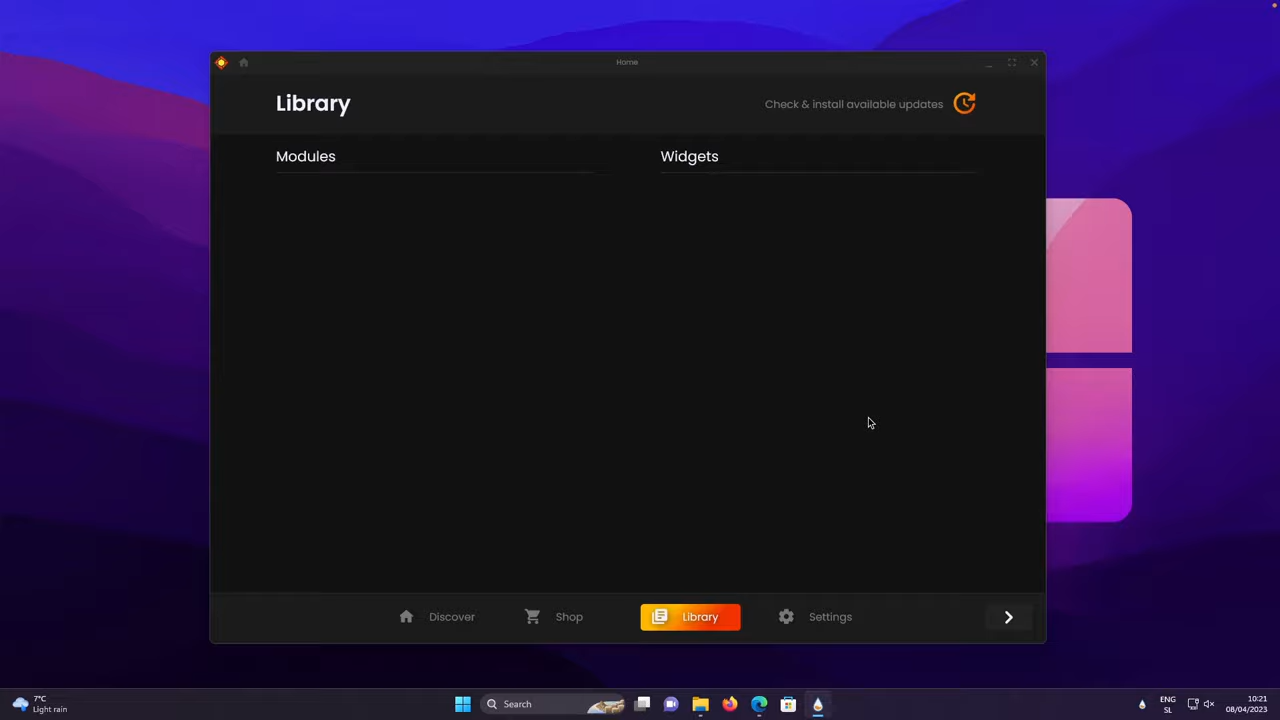 Home
Library
Check & install available updates
Modules
Widgets
Discover
Shop
Library
Settings
7°C
Light rain
Search
ENG
SL
10:21
08/04/2023